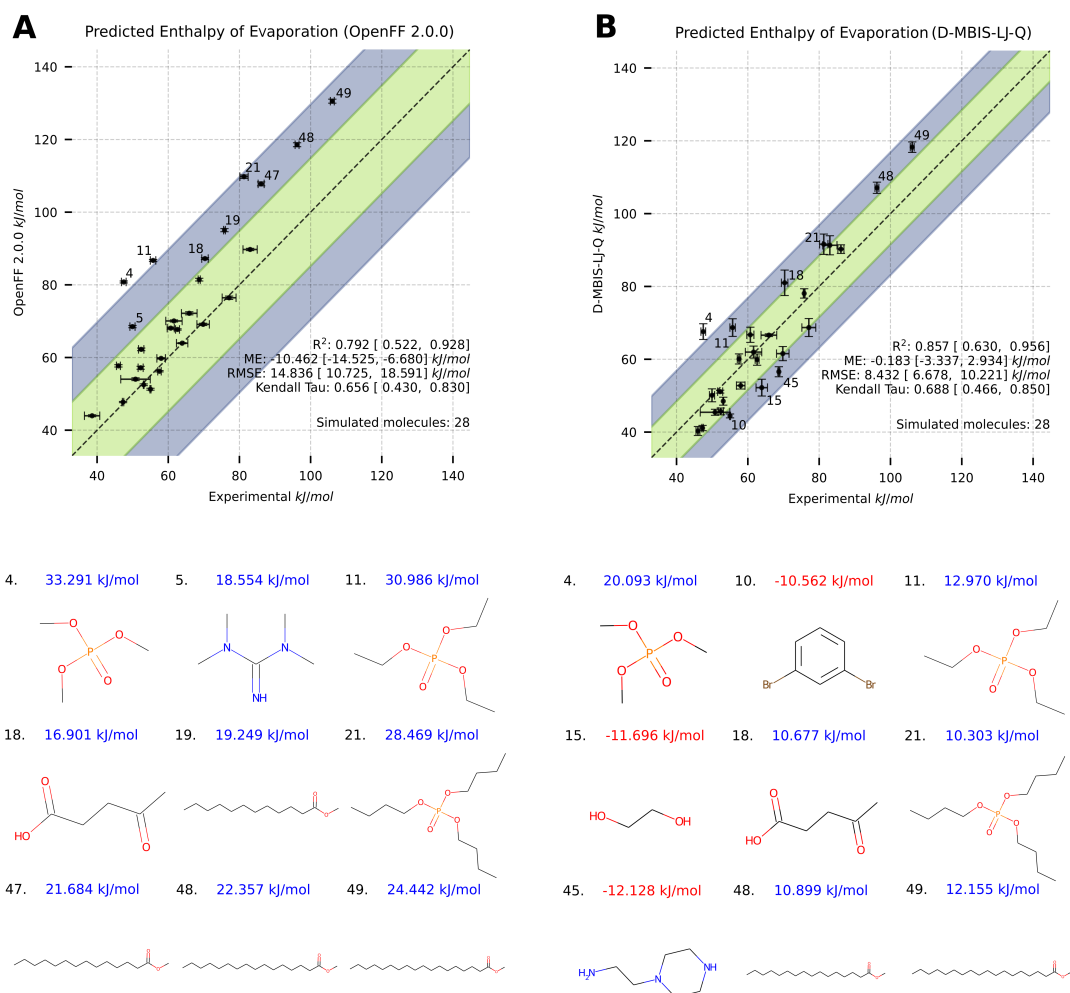 A
Predicted Enthalpy of Evaporation (OpenFF 2.0.0)
OpenFF 2.0.0 kJ/mol
140
120
100
80
60
40
49
48
21
47
19
18
11
4
5
R²: 0.792 [ 0.522, 0.928]
ME: -10.462 [-14.525, -6.680] kJ/mol
RMSE: 14.836 [ 10.725, 18.591] kJ/mol
Kendall Tau: 0.656 [ 0.430, 0.830]
Simulated molecules: 28
40 60 80 100 120 140
Experimental kJ/mol
B
Predicted Enthalpy of Evaporation (D-MBIS-LJ-Q)
D-MBIS-LJ-Q kJ/mol
140
120
100
80
60
40
49
48
21
18
4
11
45
15
10
R²: 0.857 [ 0.630, 0.956]
ME: -0.183 [-3.337, 2.934] kJ/mol
RMSE: 8.432 [ 6.678, 10.221] kJ/mol
Kendall Tau: 0.688 [ 0.466, 0.850]
Simulated molecules: 28
40 60 80 100 120 140
Experimental kJ/mol
4. 33.291 kJ/mol 5. 18.554 kJ/mol 11. 30.986 kJ/mol
O O P O O
N N NH
O O P O O
18. 16.901 kJ/mol 19. 19.249 kJ/mol 21. 28.469 kJ/mol
O HO O
O O
O O P O O
47. 21.684 kJ/mol 48. 22.357 kJ/mol 49. 24.442 kJ/mol
O O
O O
O O
4. 20.093 kJ/mol 10. -10.562 kJ/mol 11. 12.970 kJ/mol
O O P O O
Br Br
O O P O O
15. -11.696 kJ/mol 18. 10.677 kJ/mol 21. 10.303 kJ/mol
HO OH
O HO O
O O P O O
45. -12.128 kJ/mol 48. 10.899 kJ/mol 49. 12.155 kJ/mol
H₂N N NH
O O
O O